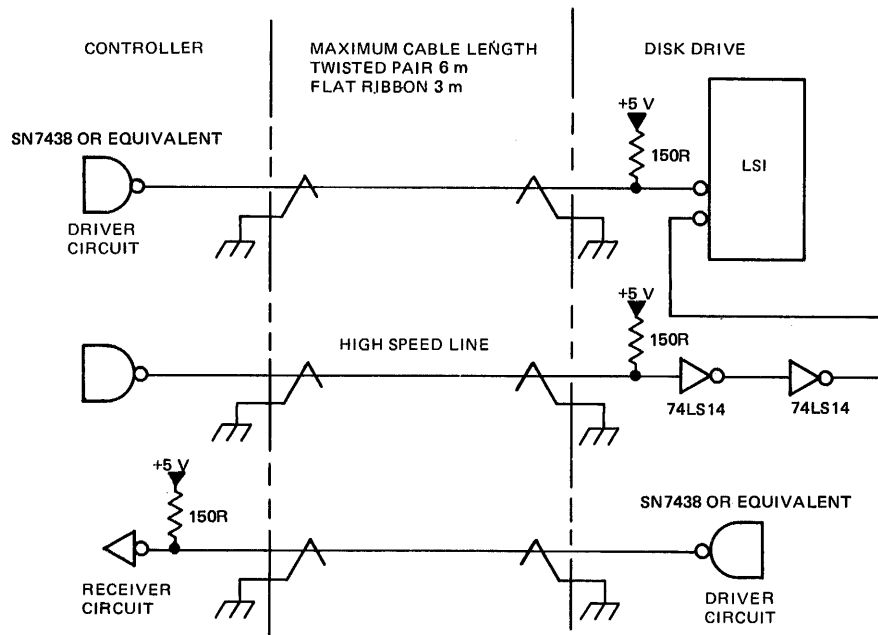 CONTROLLER
MAXIMUM CABLE LENGTH
TWISTED PAIR 6 m
FLAT RIBBON 3 m
DISK DRIVE
SN7438 OR EQUIVALENT
DRIVER
CIRCUIT
+5 V
150R
LSI
HIGH SPEED LINE
+5 V
150R
74LS14
74LS14
+5 V
150R
RECEIVER
CIRCUIT
SN7438 OR EQUIVALENT
DRIVER
CIRCUIT